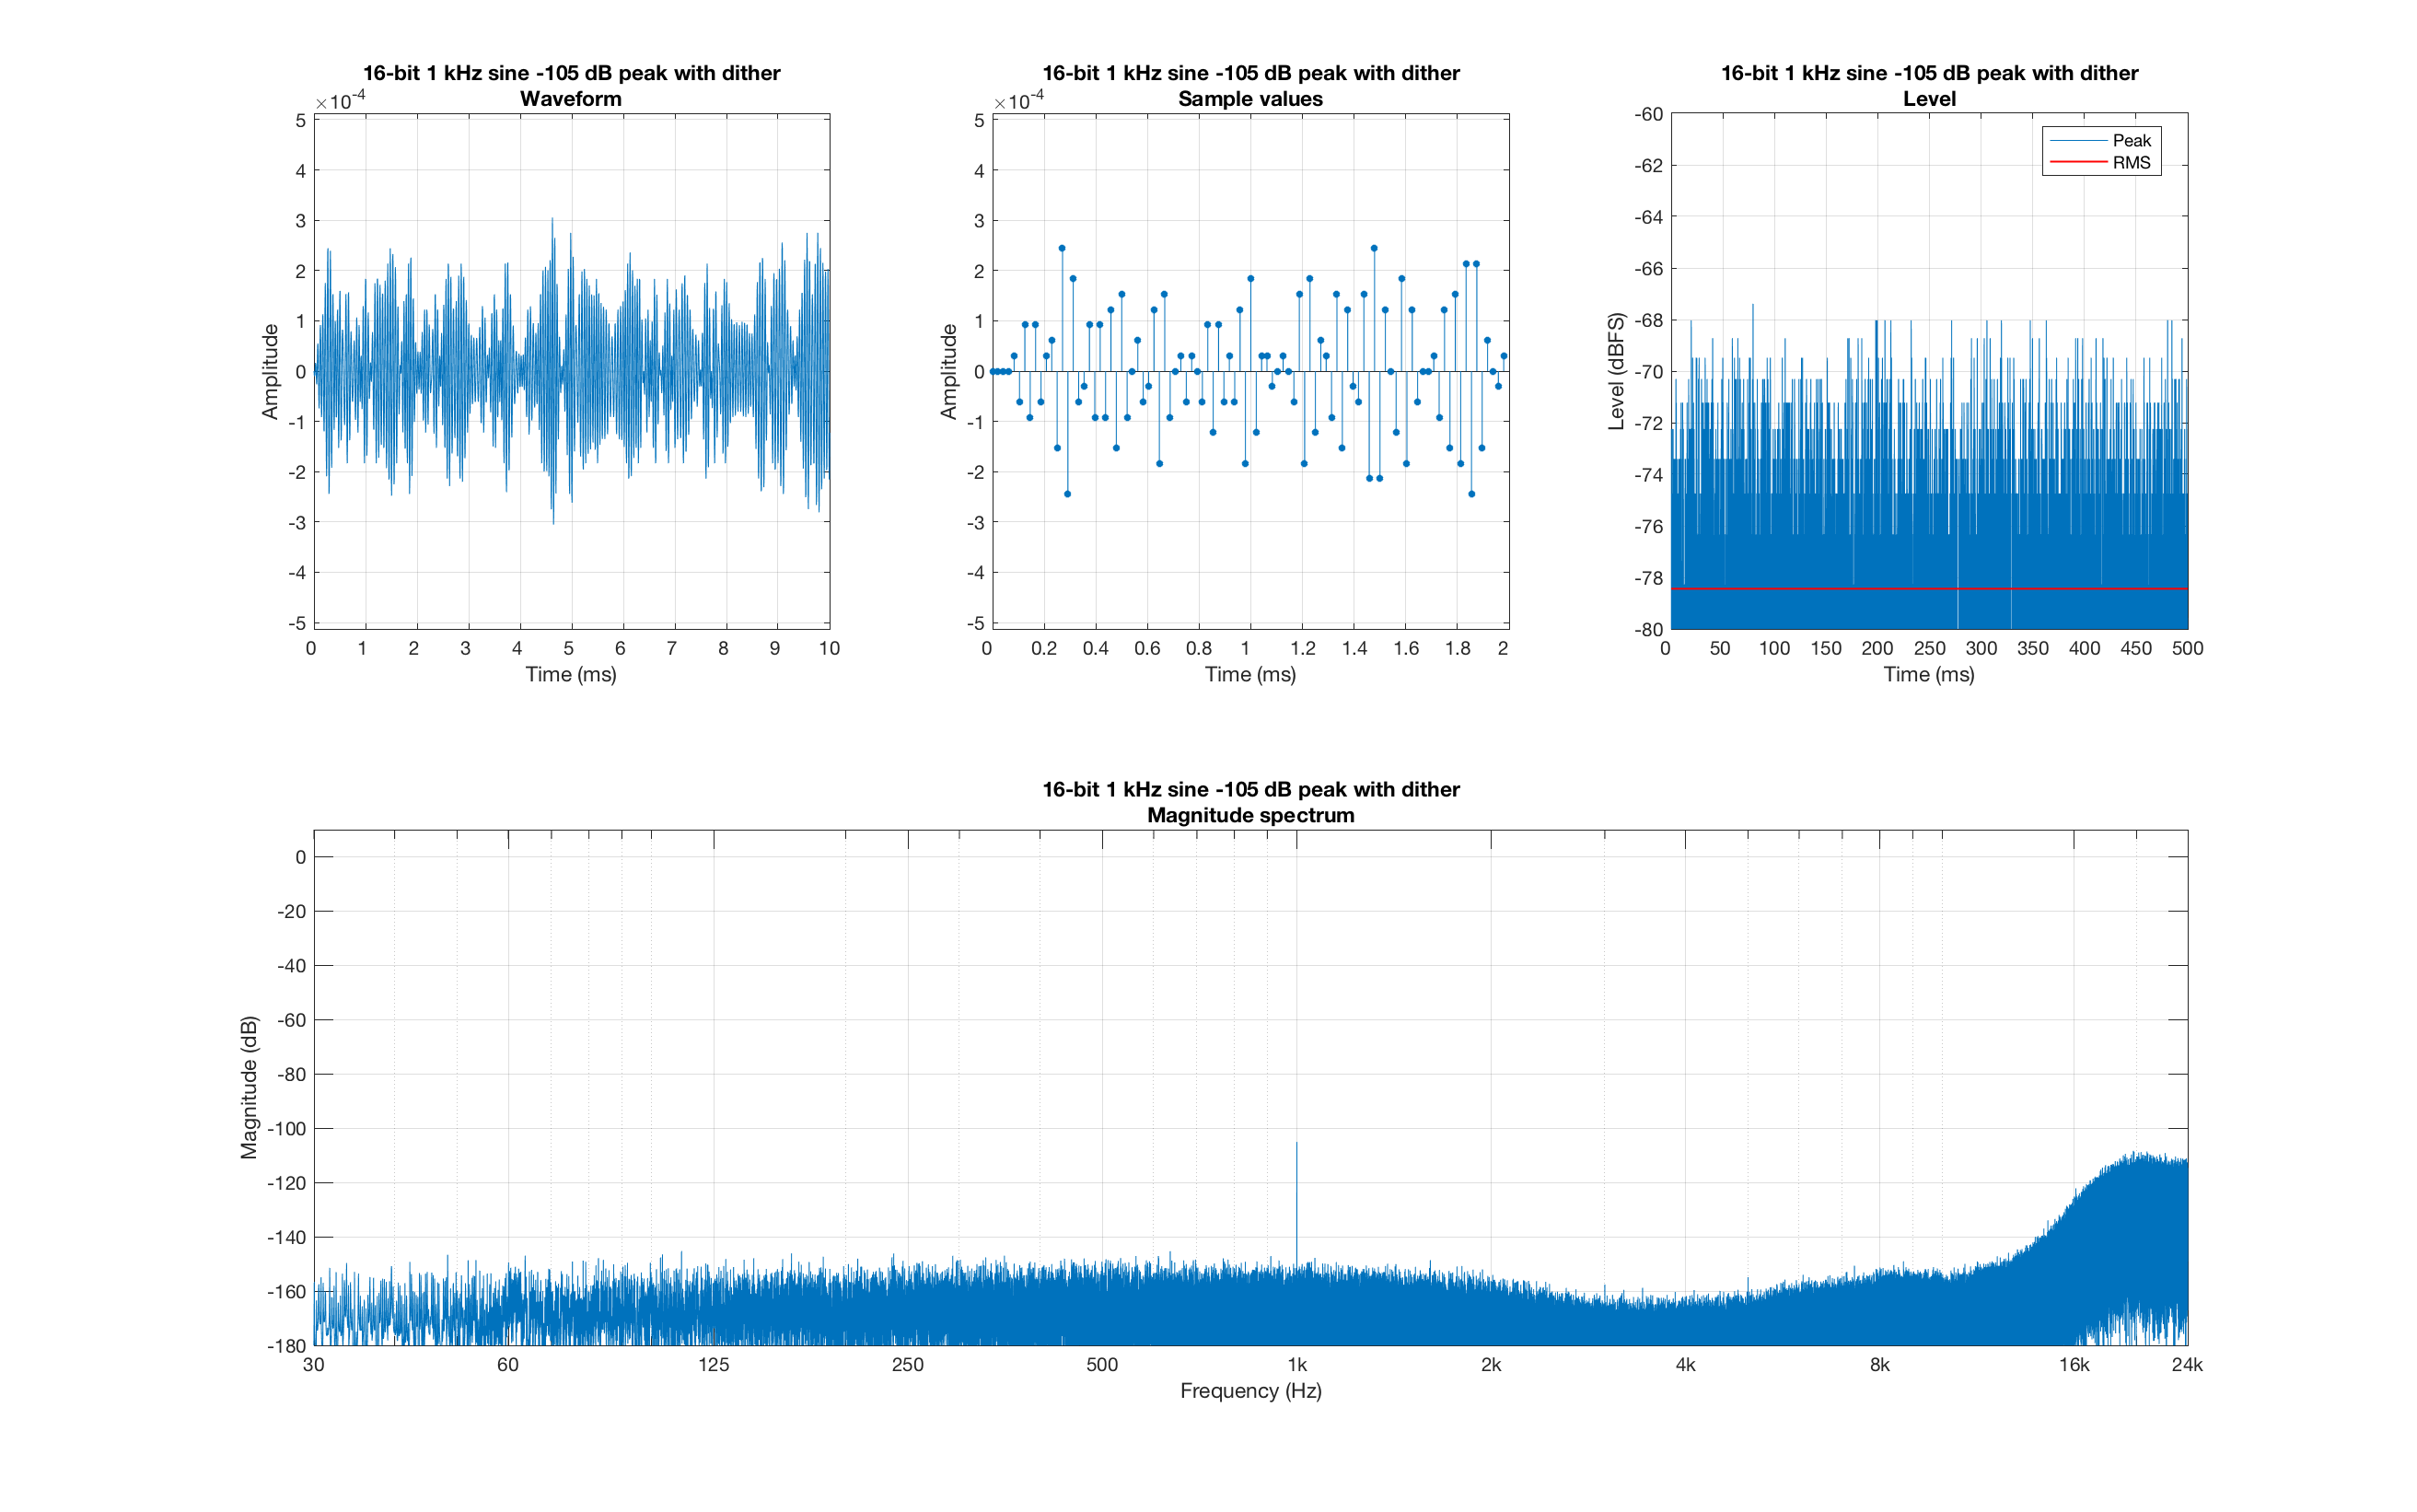 16-bit 1 kHz sine -105 dB peak with dither
Waveform
×10-4
5
4
3
2
1
0
-1
-2
-3
-4
-5
Amplitude
0 1 2 3 4 5 6 7 8 9 10
Time (ms)
16-bit 1 kHz sine -105 dB peak with dither
Sample values
×10-4
5
4
3
2
1
0
-1
-2
-3
-4
-5
Amplitude
0 0.2 0.4 0.6 0.8 1 1.2 1.4 1.6 1.8 2
Time (ms)
16-bit 1 kHz sine -105 dB peak with dither
Level
-60
-62
-64
-66
-68
-70
-72
-74
-76
-78
-80
Level (dBFS)
Peak
RMS
0 50 100 150 200 250 300 350 400 450 500
Time (ms)
16-bit 1 kHz sine -105 dB peak with dither
Magnitude spectrum
0
-20
-40
-60
-80
-100
-120
-140
-160
-180
Magnitude (dB)
30 60 125 250 500 1k 2k 4k 8k 16k 24k
Frequency (Hz)